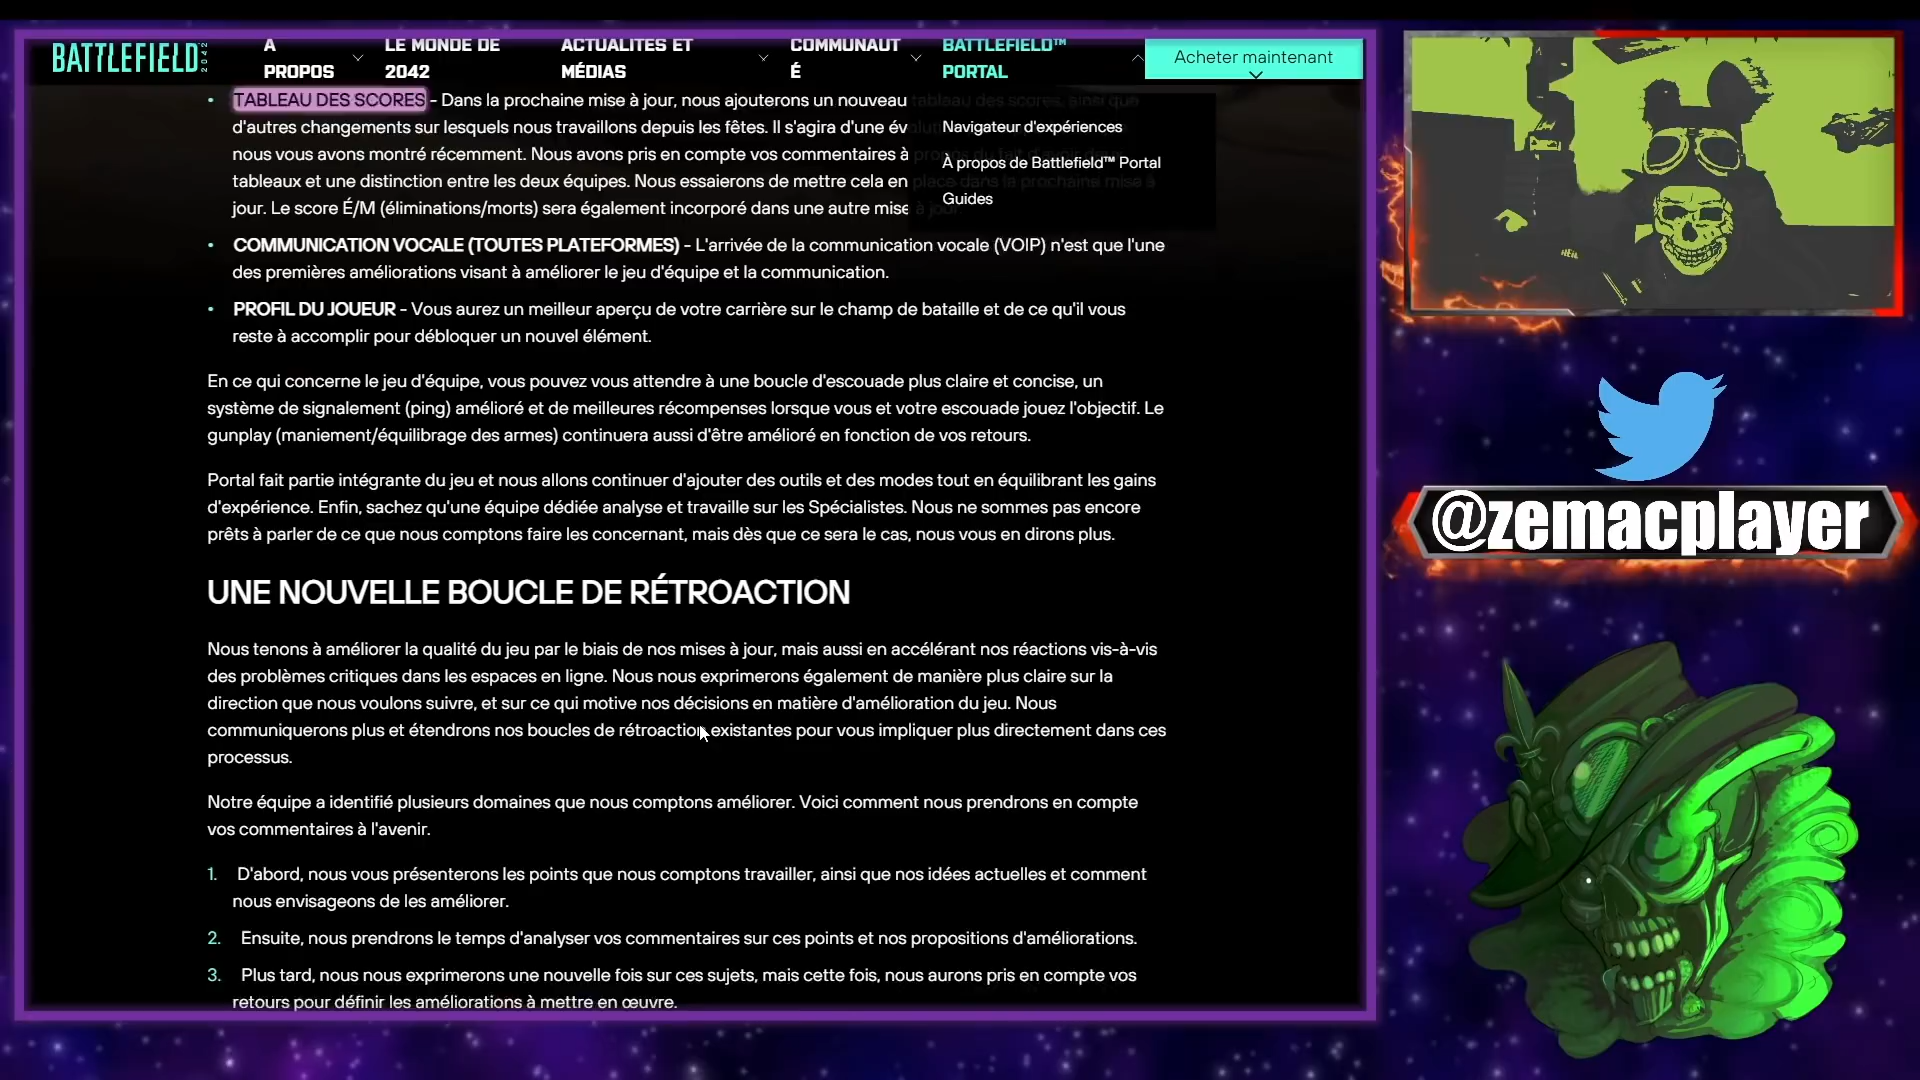 BATTLEFIELD 2042
À PROPOS
LE MONDE DE 2042
ACTUALITÉS ET MÉDIAS
COMMUNAUT
É
BATTLEFIELD™ PORTAL
Acheter maintenant
Navigateur d'expériences
À propos de Battlefield™ Portal
Guides
• TABLEAU DES SCORES - Dans la prochaine mise à jour, nous ajouterons un nouveau tableau des scores, ainsi que
d'autres changements sur lesquels nous travaillons depuis les fêtes. Il s'agira d'une
nous vous avons montré récemment. Nous avons pris en compte vos commentaires à propos du fait d'avoir deux
tableaux et une distinction entre les deux équipes. Nous essaierons de mettre cela en place dans la prochaine mise à
jour. Le score É/M (éliminations/morts) sera également incorporé dans une autre mise à jour.
• COMMUNICATION VOCALE (TOUTES PLATEFORMES) - L'arrivée de la communication vocale (VOIP) n'est que l'une
des premières améliorations visant à améliorer le jeu d'équipe et la communication.
• PROFIL DU JOUEUR - Vous aurez un meilleur aperçu de votre carrière sur le champ de bataille et de ce qu'il vous
reste à accomplir pour débloquer un nouvel élément.
En ce qui concerne le jeu d'équipe, vous pouvez vous attendre à une boucle d'escouade plus claire et concise, un
système de signalement (ping) amélioré et de meilleures récompenses lorsque vous et votre escouade jouez l'objectif. Le
gunplay (maniement/équilibrage des armes) continuera aussi d'être amélioré en fonction de vos retours.
Portal fait partie intégrante du jeu et nous allons continuer d'ajouter des outils et des modes tout en équilibrant les gains
d'expérience. Enfin, sachez qu'une équipe dédiée analyse et travaille sur les Spécialistes. Nous ne sommes pas encore
prêts à parler de ce que nous comptons faire les concernant, mais dès que ce sera le cas, nous vous en dirons plus.
UNE NOUVELLE BOUCLE DE RÉTROACTION
Nous tenons à améliorer la qualité du jeu par le biais de nos mises à jour, mais aussi en accélérant nos réactions vis-à-vis
des problèmes critiques dans les espaces en ligne. Nous nous exprimerons également de manière plus claire sur la
direction que nous voulons suivre, et sur ce qui motive nos décisions en matière d'amélioration du jeu. Nous
communiquerons plus et étendrons nos boucles de rétroaction existantes pour vous impliquer plus directement dans ces
processus.
Notre équipe a identifié plusieurs domaines que nous comptons améliorer. Voici comment nous prendrons en compte
vos commentaires à l'avenir.
1. D'abord, nous vous présenterons les points que nous comptons travailler, ainsi que nos idées actuelles et comment
nous envisageons de les améliorer.
2. Ensuite, nous prendrons le temps d'analyser vos commentaires sur ces points et nos propositions d'améliorations.
3. Plus tard, nous nous exprimerons une nouvelle fois sur ces sujets, mais cette fois, nous aurons pris en compte vos
retours pour définir les améliorations à mettre en œuvre.
@zemacplayer